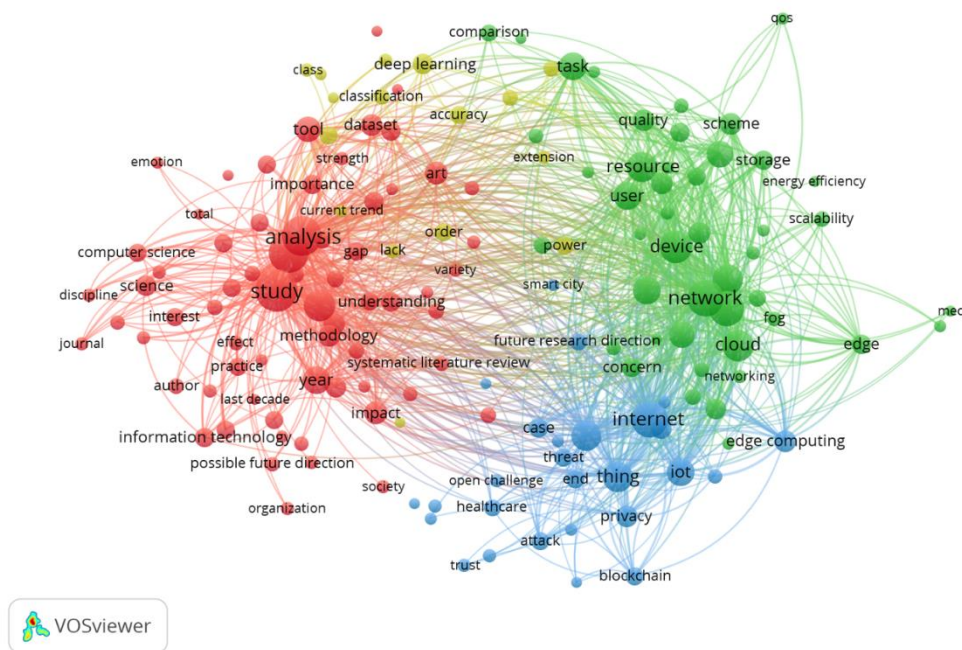 qos
comparison
task
deep learning
class
classification
accuracy
tool
dataset
quality
scheme
strength
extension
storage
emotion
art
resource
importance
energy efficiency
user
total
current trend
order
scalability
analysis
gap
lack
power
device
computer science
variety
smart city
science
discipline
study
understanding
network
mec
interest
fog
methodology
effect
future research direction
cloud
edge
journal
practice
systematic literature review
concern
year
networking
author
last decade
impact
internet
case
information technology
edge computing
threat
possible future direction
thing
iot
open challenge
end
society
organization
healthcare
privacy
attack
trust
blockchain
VOSviewer